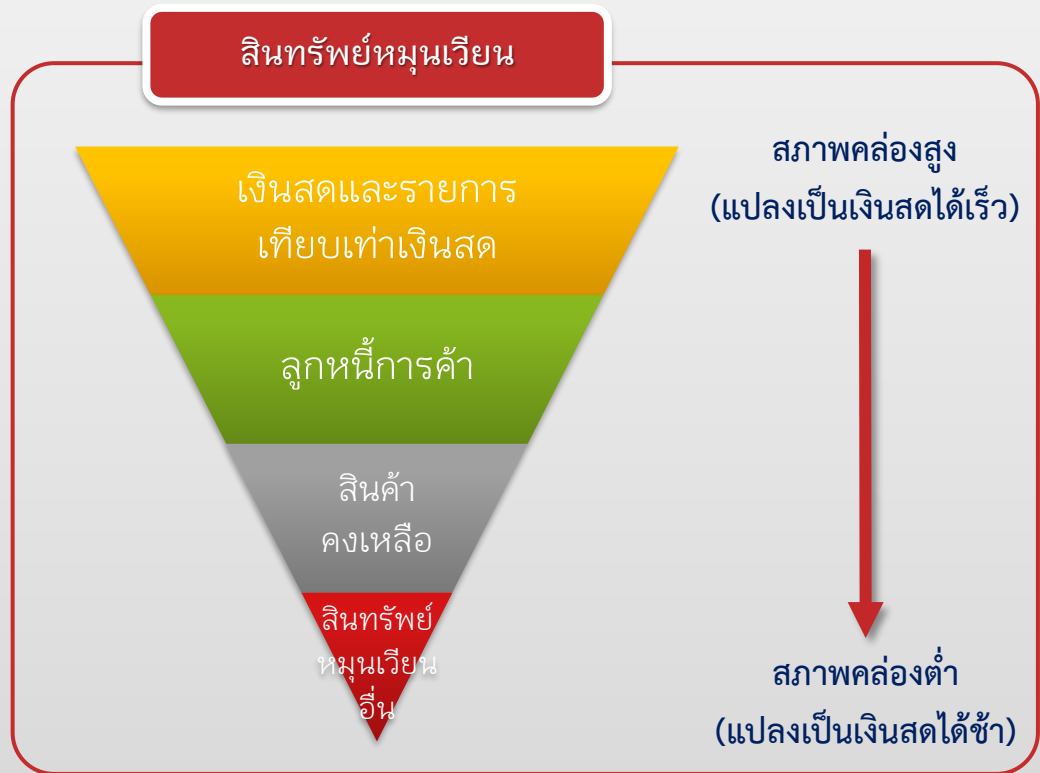 สินทรัพย์หมุนเวียน
เงินสดและรายการ
เทียบเท่าเงินสด
ลูกหนี้การค้า
สินค้า
คงเหลือ
สินทรัพย์
หมุนเวียน
อื่น
สภาพคล่องสูง
(แปลงเป็นเงินสดได้เร็ว)
สภาพคล่องต่ำ
(แปลงเป็นเงินสดได้ช้า)